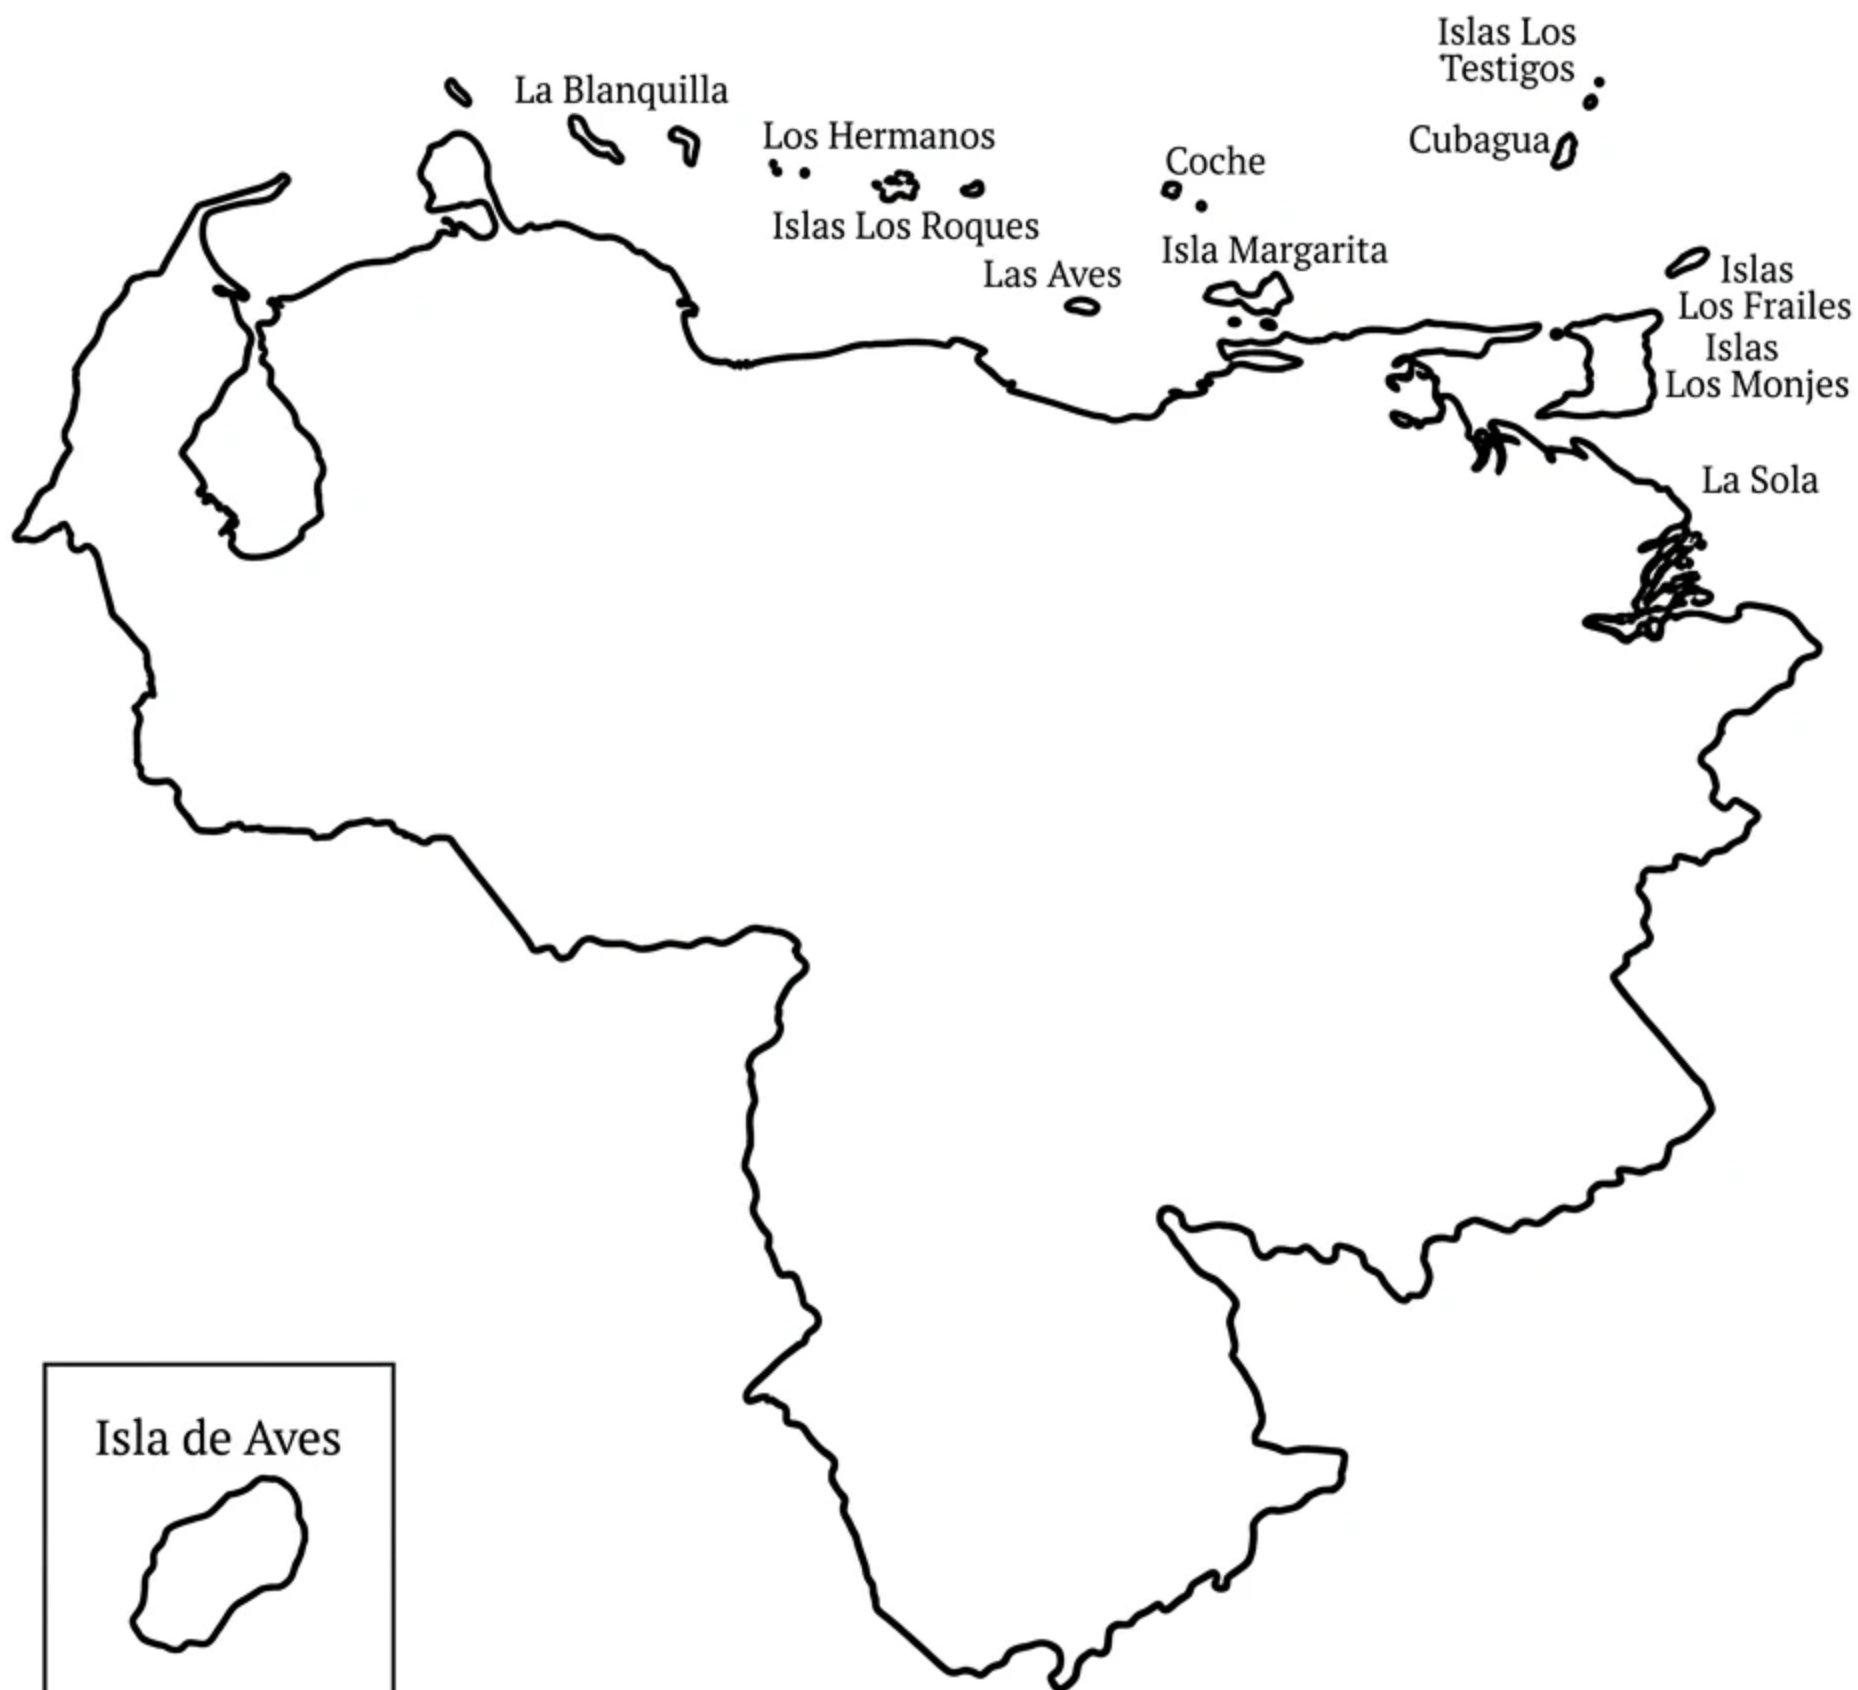 Islas Los
Testigos
La Blanquilla
Los Hermanos
Cubagua
Coche
Islas Los Roques
Isla Margarita
Las Aves
Islas
Los Frailes
Islas
Los Monjes
La Sola
Isla de Aves